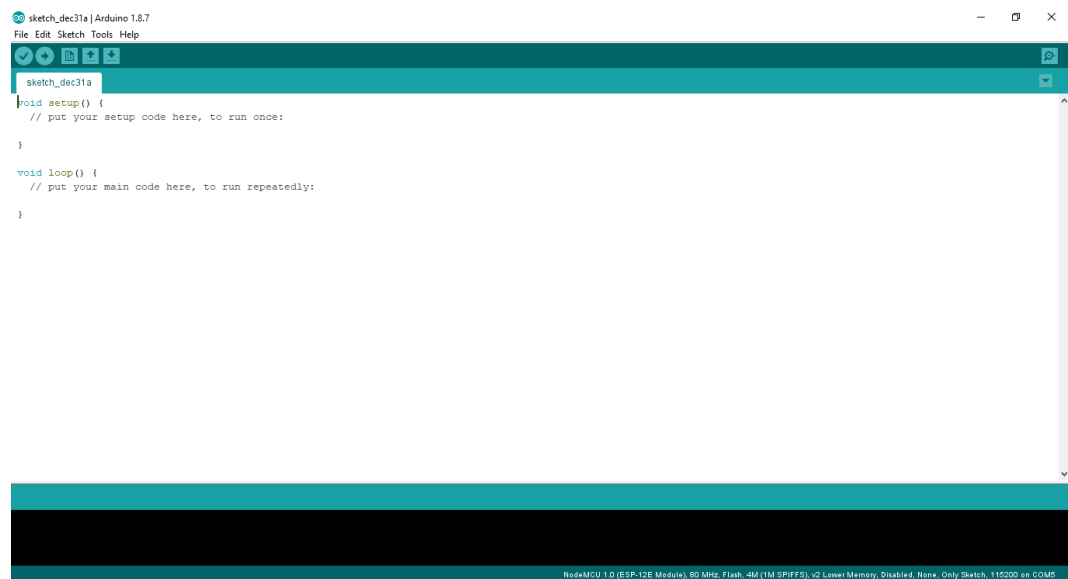 sketch_dec31a | Arduino 1.8.7
File Edit Sketch Tools Help
sketch_dec31a
void setup() {
  // put your setup code here, to run once:
}
void loop() {
  // put your main code here, to run repeatedly:
}
NodeMCU 1.0 (ESP-12E Module), 80 MHz, Flash, 4M (1M SPIFFS), v2 Lower Memory, Disabled, None, Only Sketch, 115200 on COM5